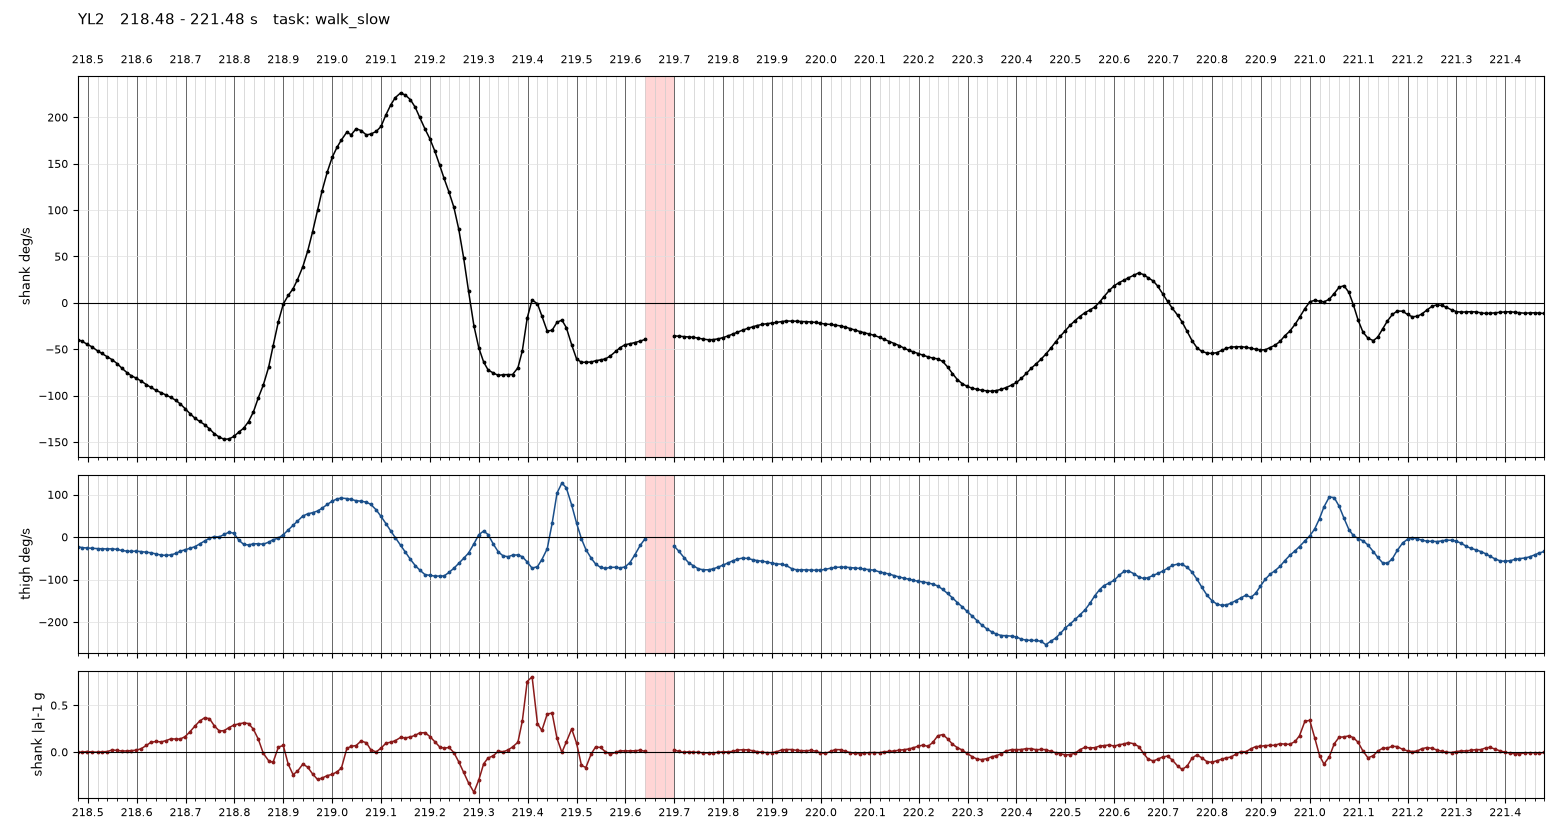 YL2   218.48 - 221.48 s   task: walk_slow
218.5 218.6 218.7 218.8 218.9 219.0 219.1 219.2 219.3 219.4 219.5 219.6 219.7 219.8 219.9 220.0 220.1 220.2 220.3 220.4 220.5 220.6 220.7 220.8 220.9 221.0 221.1 221.2 221.3 221.4
shank deg/s
200
150
100
50
0
−50
−100
−150
thigh deg/s
100
0
−100
−200
shank |a|-1 g
0.5
0.0
218.5 218.6 218.7 218.8 218.9 219.0 219.1 219.2 219.3 219.4 219.5 219.6 219.7 219.8 219.9 220.0 220.1 220.2 220.3 220.4 220.5 220.6 220.7 220.8 220.9 221.0 221.1 221.2 221.3 221.4